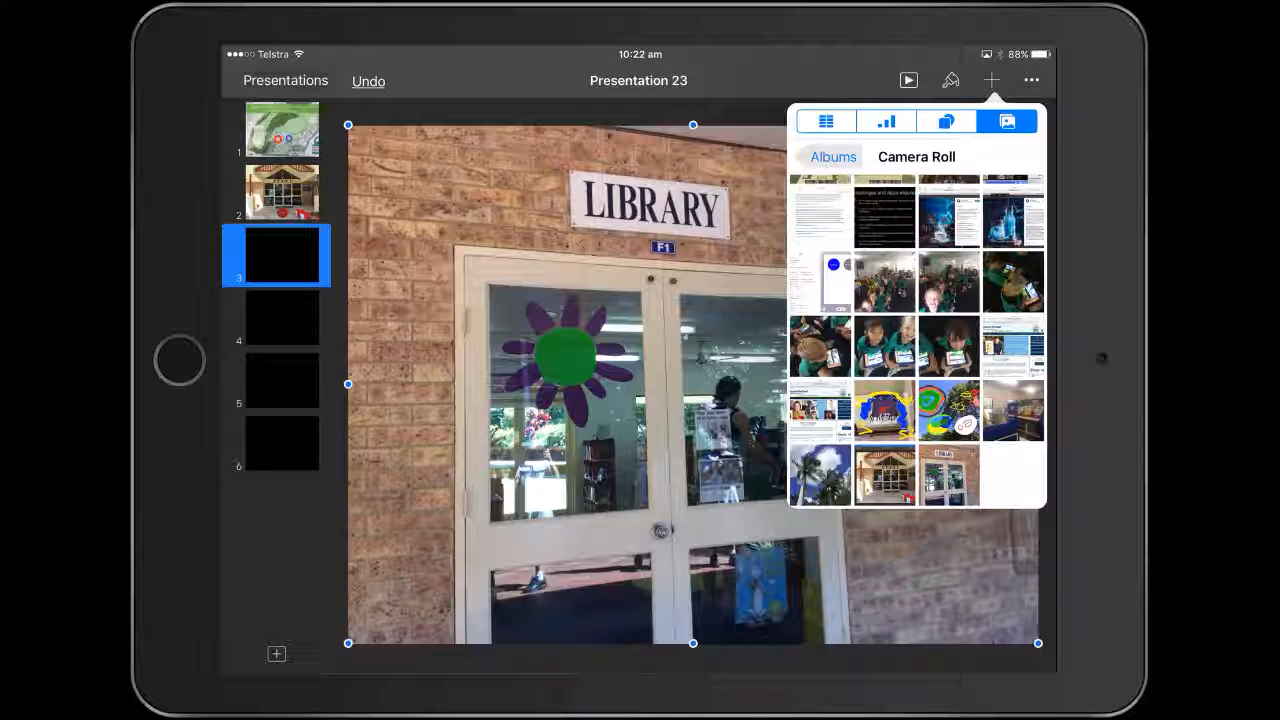 Telstra
10:22 am
88%
Presentations
Undo
Presentation 23
Albums
Camera Roll
1
2
3
4
5
6
LIBRARY
F1